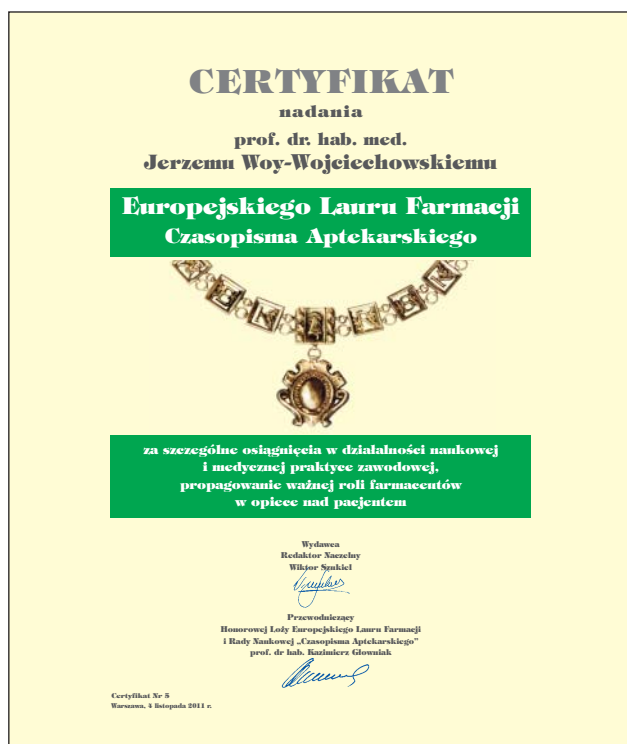 CERTYFIKAT
nadania
prof. dr. hab. med.
Jerzemu Woy-Wojciechowskiemu
Europejskiego Lauru Farmacji
Czasopisma Aptekarskiego
za szczególne osiągnięcia w działalności naukowej
i medycznej praktyce zawodowej,
propagowanie ważnej roli farmaceutów
w opiece nad pacjentem
Wydawca
Redaktor Naczelny
Wiktor Szukiel
Przewodniczący
Honorowej Loży Europejskiego Lauru Farmacji
i Rady Naukowej „Czasopisma Aptekarskiego”
prof. dr hab. Kazimierz Głowniak
Certyfikat Nr 5
Warszawa, 4 listopada 2011 r.